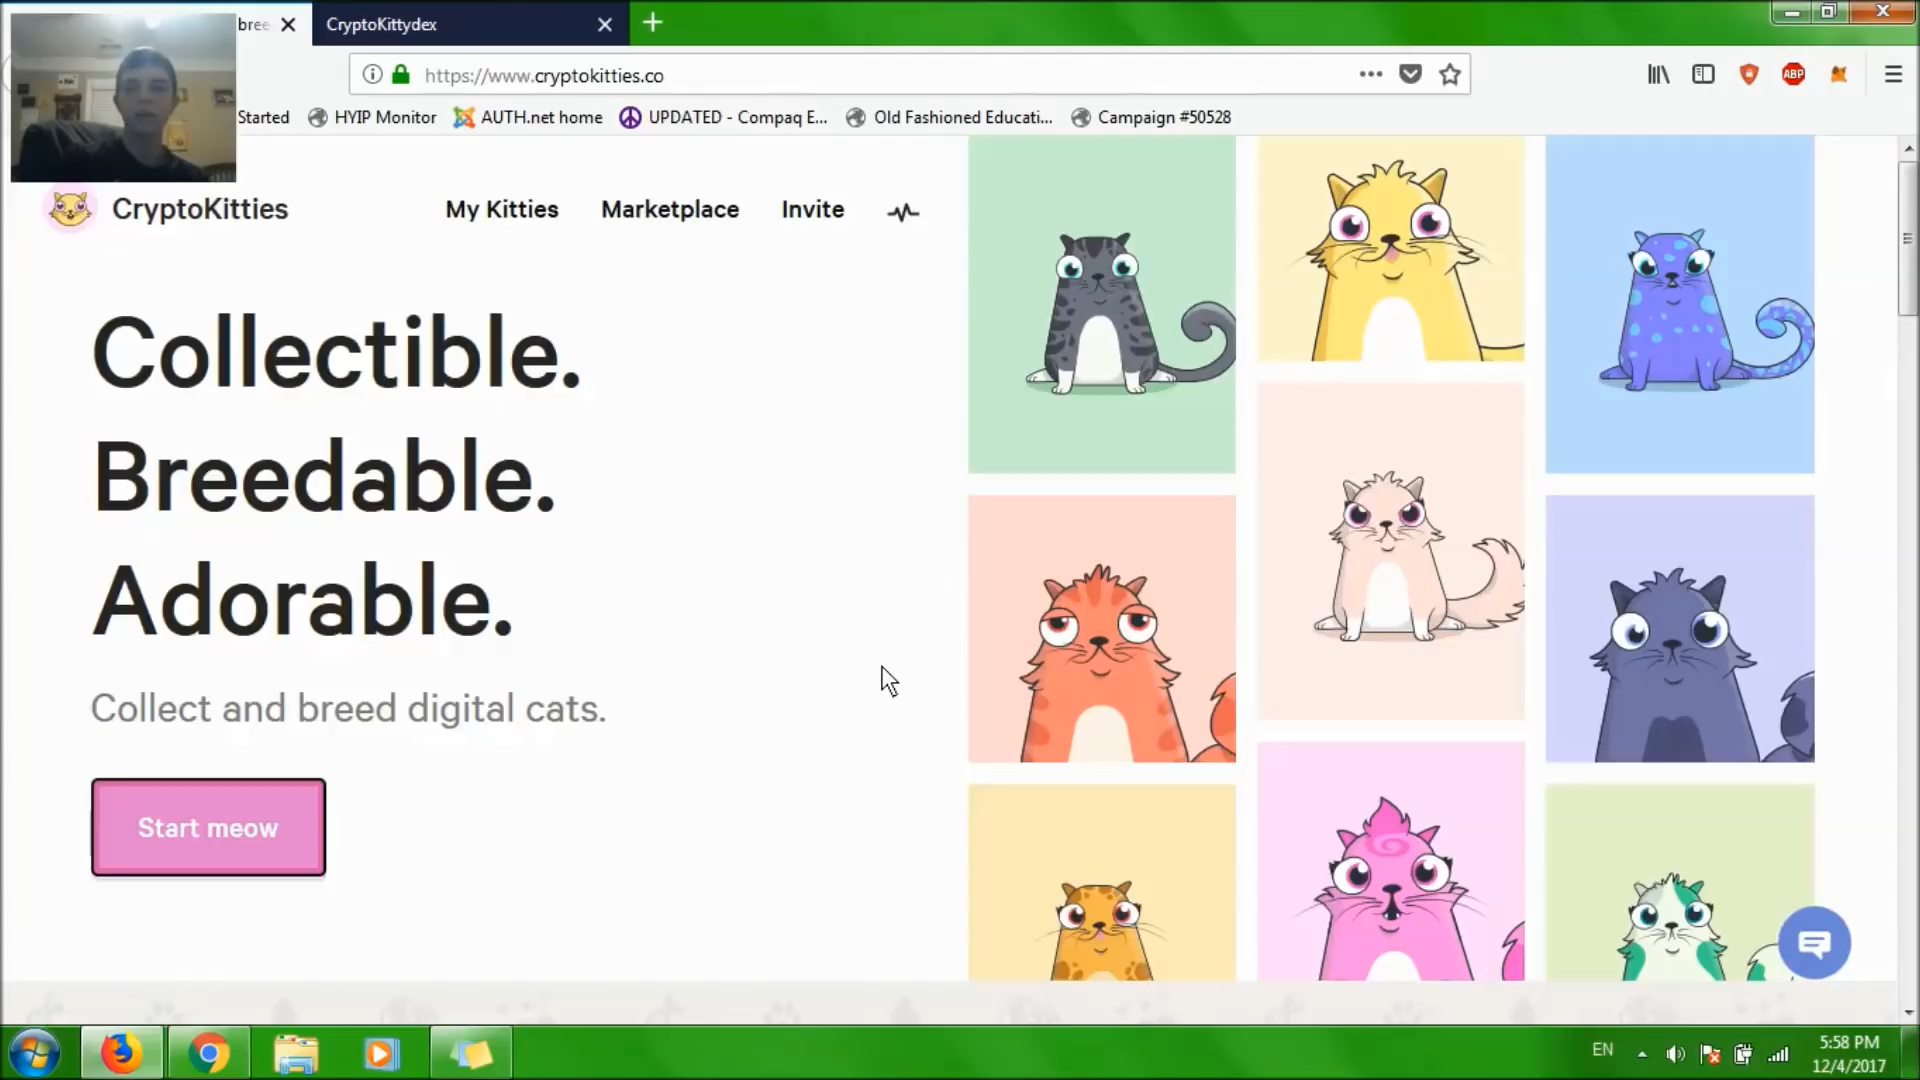 bree
CryptoKittydex
https://www.cryptokitties.co
ABP
Started
HYIP Monitor
AUTH.net home
UPDATED - Compaq E...
Old Fashioned Educati...
Campaign #50528
CryptoKitties
My Kitties
Marketplace
Invite
Collectible.
Breedable.
Adorable.
Collect and breed digital cats.
Start meow
EN
5:58 PM
12/4/2017